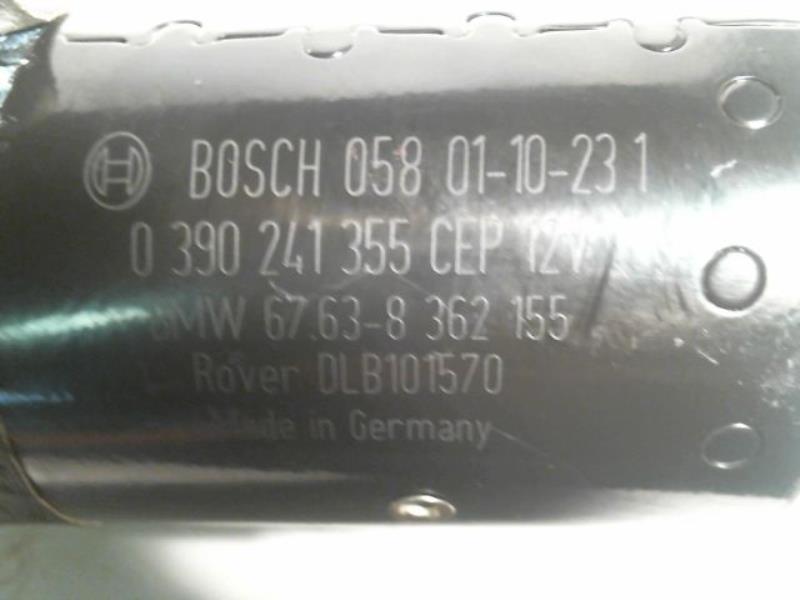 BOSCH 058 01-10-23 1
0 390 241 355 CEP 12V
BMW 67.63-8 362 155
Rover DLB101570
Made in Germany